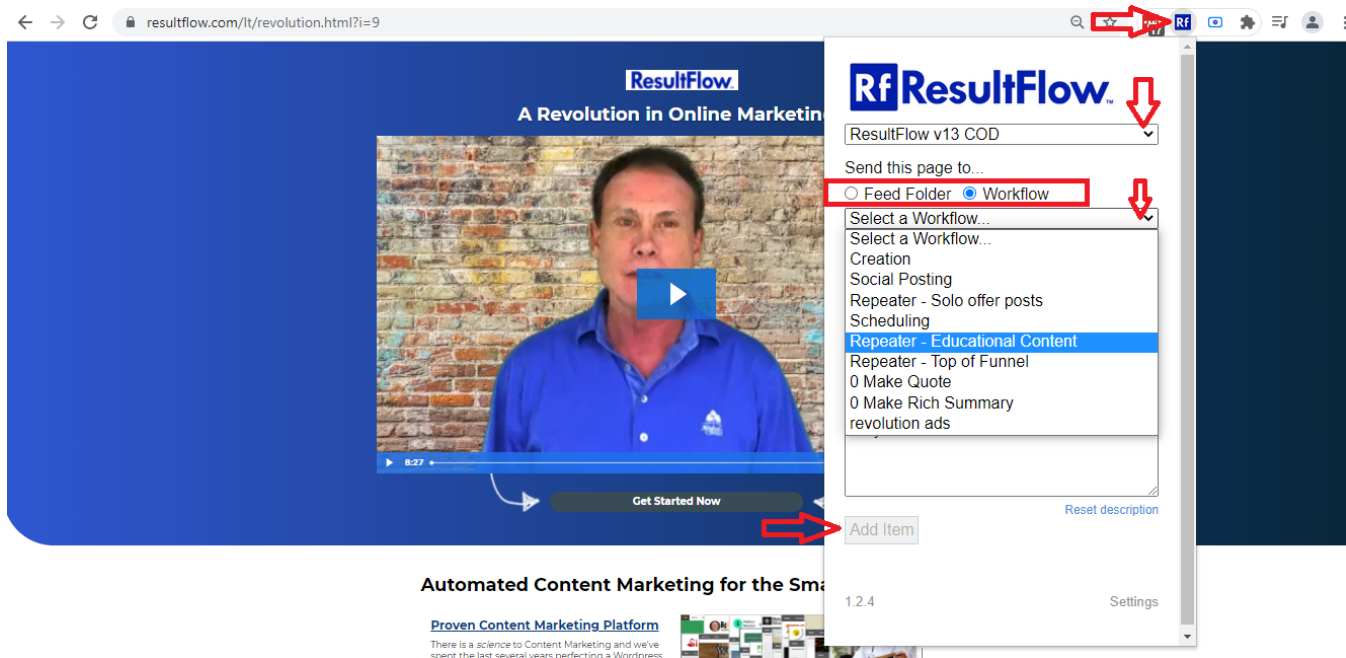 resultflow.com/lt/revolution.html?i=9
17
Rf
ResultFlow.
A Revolution in Online Marketin
8:27
Get Started Now
Automated Content Marketing for the Sma
Proven Content Marketing Platform
There is a science to Content Marketing and we've
spent the last several years perfecting a Wordpress
Rf ResultFlow.™
ResultFlow v13 COD
Send this page to...
Feed Folder Workflow
Select a Workflow...
Select a Workflow...
Creation
Social Posting
Repeater - Solo offer posts
Scheduling
Repeater - Educational Content
Repeater - Top of Funnel
0 Make Quote
0 Make Rich Summary
revolution ads
Reset description
Add Item
1.2.4 Settings